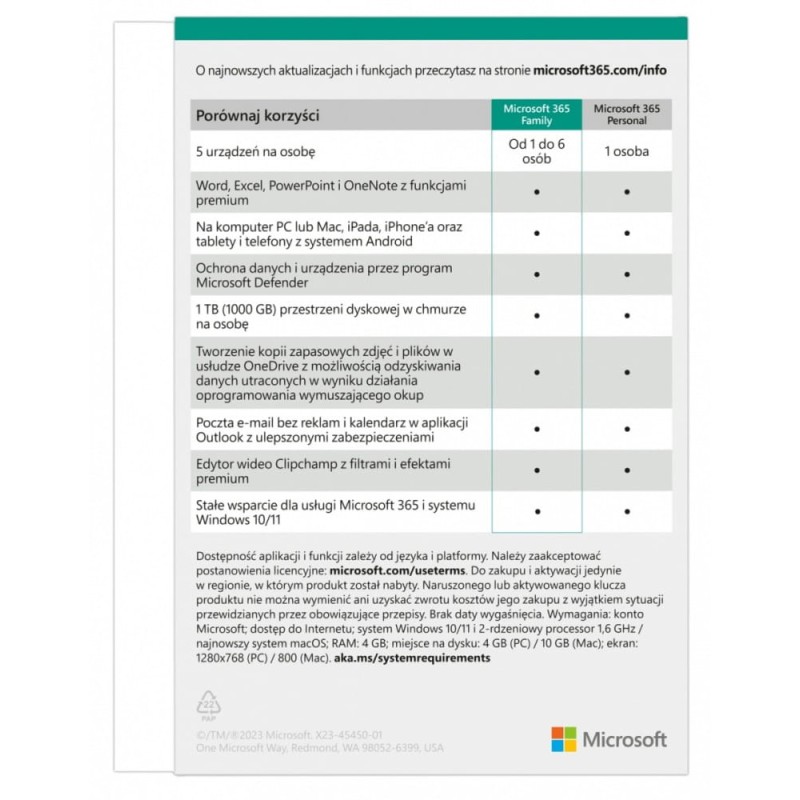 O najnowszych aktualizacjach i funkcjach przeczytasz na stronie microsoft365.com/info
Porównaj korzyści
Microsoft 365
Family
Microsoft 365
Personal
5 urządzeń na osobę
Od 1 do 6
osób
1 osoba
Word, Excel, PowerPoint i OneNote z funkcjami
premium
• •
Na komputer PC lub Mac, iPada, iPhone'a oraz
tablety i telefony z systemem Android
• •
Ochrona danych i urządzenia przez program
Microsoft Defender
• •
1 TB (1000 GB) przestrzeni dyskowej w chmurze
na osobę
• •
Tworzenie kopii zapasowych zdjęć i plików w
usłudze OneDrive z możliwością odzyskiwania
danych utraconych w wyniku działania
oprogramowania wymuszającego okup
• •
Poczta e-mail bez reklam i kalendarz w aplikacji
Outlook z ulepszonymi zabezpieczeniami
• •
Edytor wideo Clipchamp z filtrami i efektami
premium
• •
Stałe wsparcie dla usługi Microsoft 365 i systemu
Windows 10/11
• •
Dostępność aplikacji i funkcji zależy od języka i platformy. Należy zaakceptować
postanowienia licencyjne: microsoft.com/useterms. Do zakupu i aktywacji jedynie
w regionie, w którym produkt został nabyty. Naruszonego lub aktywowanego klucza
produktu nie można wymienić ani uzyskać zwrotu kosztów jego zakupu z wyjątkiem sytuacji
przewidzianych przez obowiązujące przepisy. Brak daty wygaśnięcia. Wymagania: konto
Microsoft; dostęp do Internetu; system Windows 10/11 i 2-rdzeniowy processor 1,6 GHz /
najnowszy system macOS; RAM: 4 GB; miejsce na dysku: 4 GB (PC) / 10 GB (Mac); ekran:
1280x768 (PC) / 800 (Mac). aka.ms/systemrequirements
22
PAP
©/TM/®2023 Microsoft. X23-45450-01
One Microsoft Way, Redmond, WA 98052-6399, USA
Microsoft